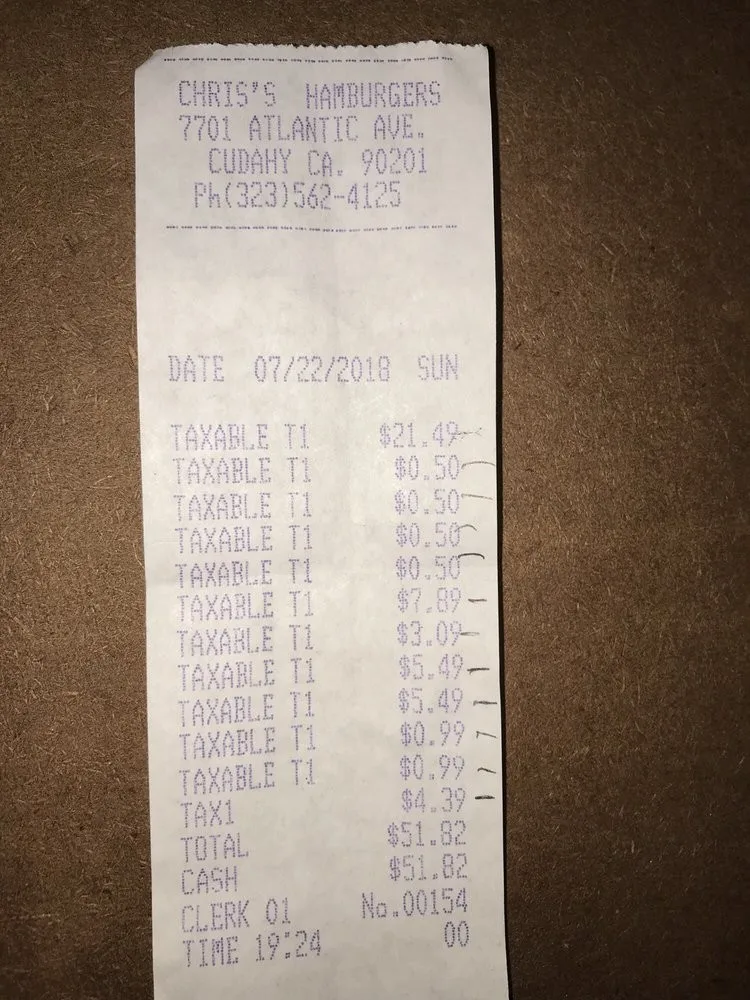 CHRIS'S HAMBURGERS
7701 ATLANTIC AVE.
CUDAHY CA. 90201
Ph(323)562-4125
DATE 07/22/2018 SUN
TAXABLE T1 $21.49
TAXABLE T1 $0.50
TAXABLE T1 $0.50
TAXABLE T1 $0.50
TAXABLE T1 $0.50
TAXABLE T1 $7.89
TAXABLE T1 $3.09
TAXABLE T1 $5.49
TAXABLE T1 $5.49
TAXABLE T1 $0.99
TAXABLE T1 $0.99
TAX1 $4.39
TOTAL $51.82
CASH $51.82
CLERK 01 No.00154
TIME 19:24 00